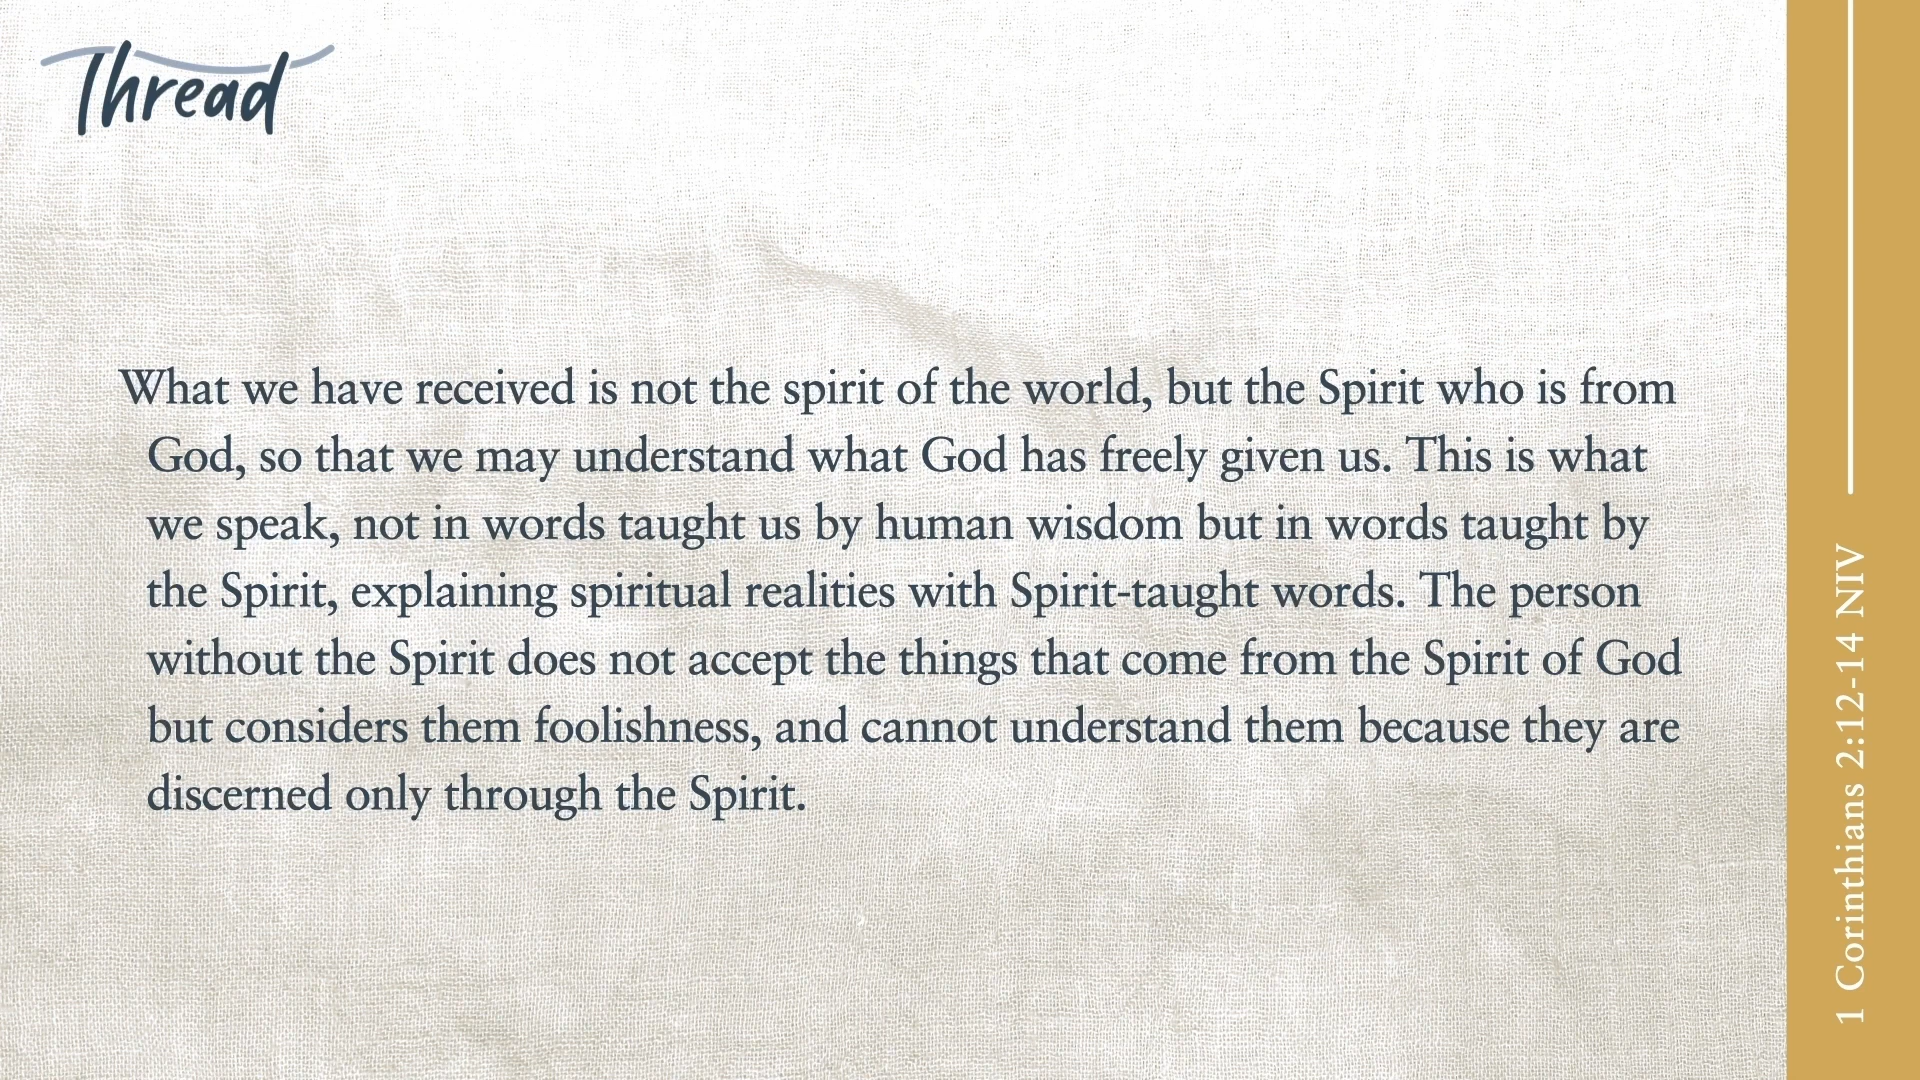 Thread
What we have received is not the spirit of the world, but the Spirit who is from
God, so that we may understand what God has freely given us. This is what
we speak, not in words taught us by human wisdom but in words taught by
the Spirit, explaining spiritual realities with Spirit-taught words. The person
without the Spirit does not accept the things that come from the Spirit of God
but considers them foolishness, and cannot understand them because they are
discerned only through the Spirit.
1 Corinthians 2:12-14 NIV